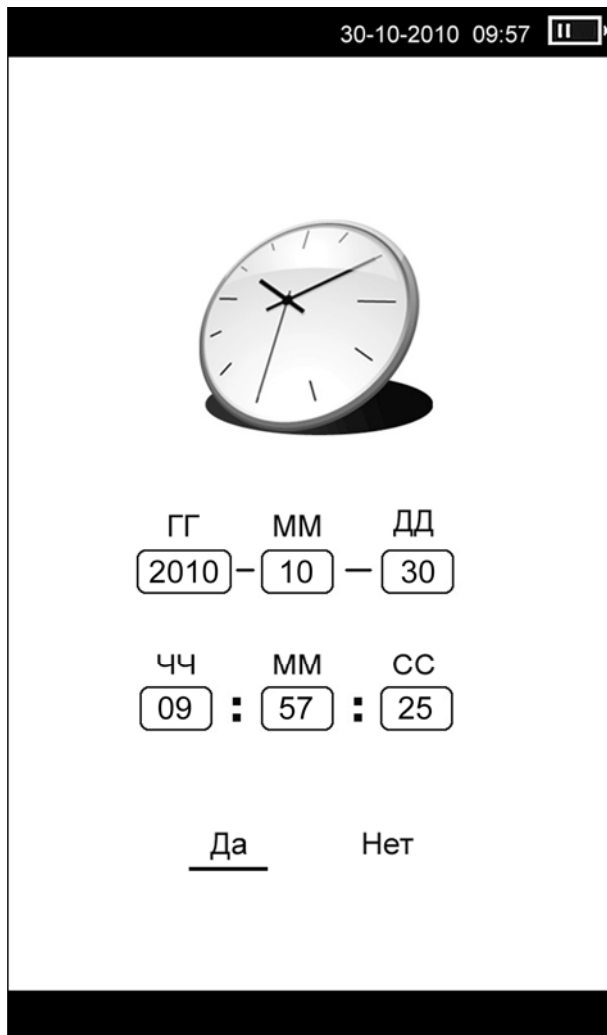 30-10-2010 09:57
ГГ ММ ДД
2010 – 10 – 30
ЧЧ ММ СС
09 : 57 : 25
Да Нет